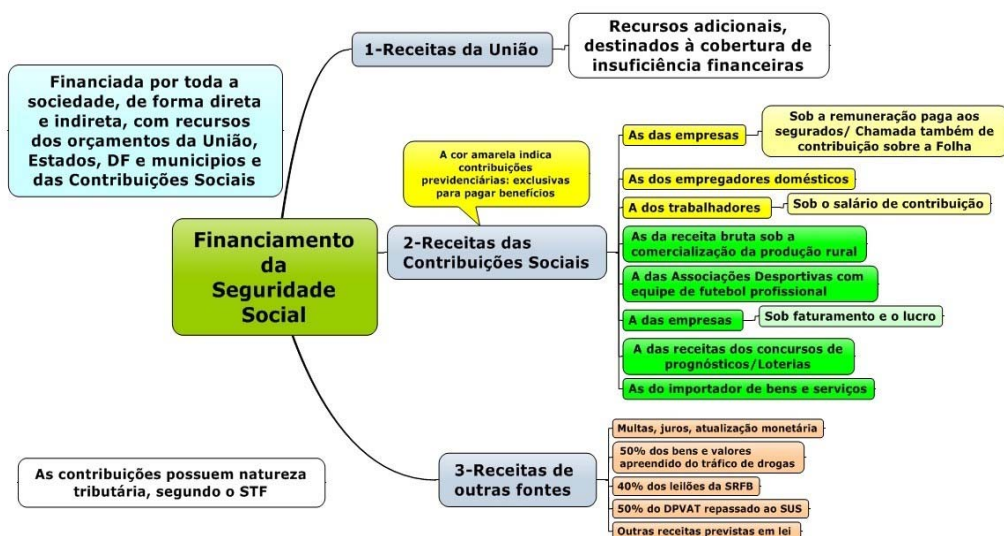 Financiada por toda a
sociedade, de forma direta
e indireta, com recursos
dos orçamentos da União,
Estados, DF e municipios e
das Contribuições Sociais
Financiamento
da
Seguridade
Social
1-Receitas da União
Recursos adicionais,
destinados à cobertura de
insuficiência financeiras
A cor amarela indica
contribuições
previdenciárias: exclusivas
para pagar benefícios
2-Receitas das
Contribuições Sociais
As das empresas
Sob a remuneração paga aos
segurados/ Chamada também de
contribuição sobre a Folha
As dos empregadores domésticos
A dos trabalhadores
Sob o salário de contribuição
As da receita bruta sob a
comercialização da produção rural
A das Associações Desportivas com
equipe de futebol profissional
A das empresas
Sob faturamento e o lucro
A das receitas dos concursos de
prognósticos/Loterias
As do importador de bens e serviços
3-Receitas de
outras fontes
Multas, juros, atualização monetária
50% dos bens e valores
apreendido do tráfico de drogas
40% dos leilões da SRFB
50% do DPVAT repassado ao SUS
Outras receitas previstas em lei
As contribuições possuem natureza
tributária, segundo o STF